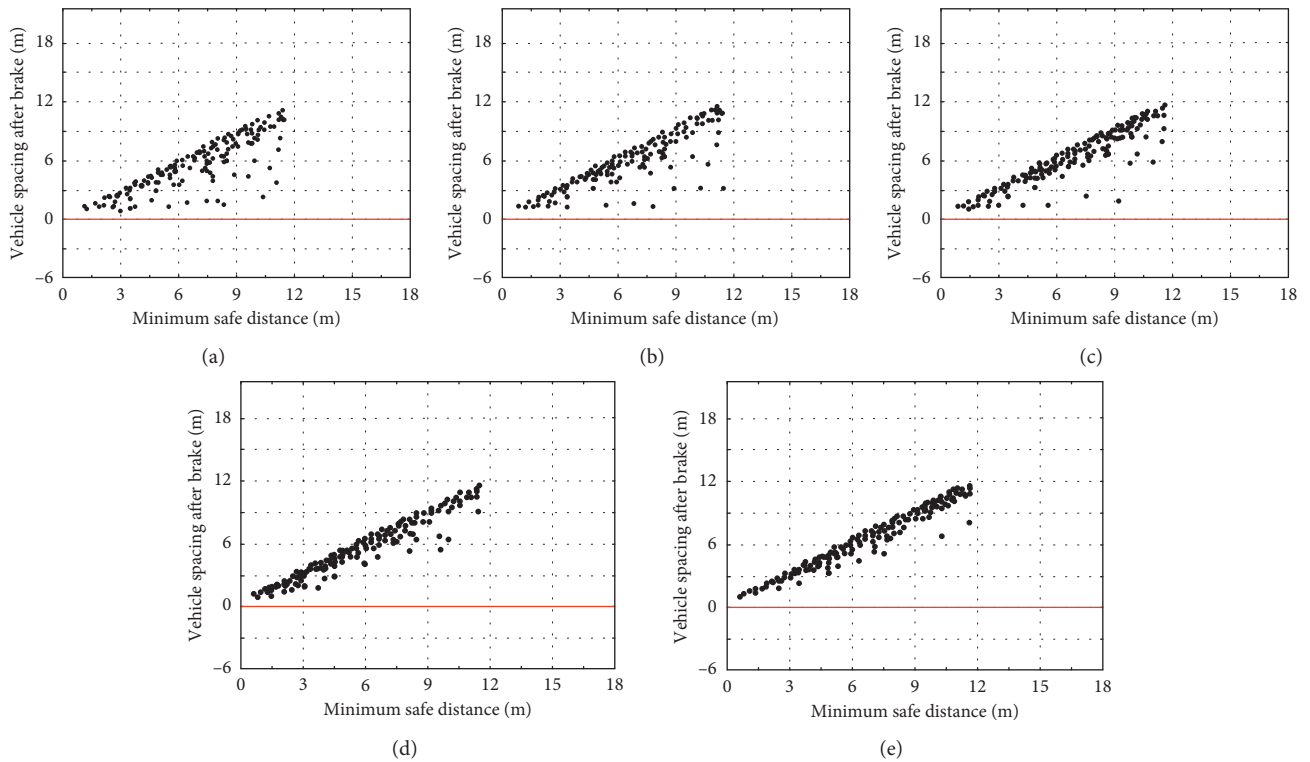 Vehicle spacing after brake (m)
18
12
6
0
–6
0 3 6 9 12 15 18
Minimum safe distance (m)
(a)
Vehicle spacing after brake (m)
18
12
6
0
–6
0 3 6 9 12 15 18
Minimum safe distance (m)
(b)
Vehicle spacing after brake (m)
18
12
6
0
–6
0 3 6 9 12 15 18
Minimum safe distance (m)
(c)
Vehicle spacing after brake (m)
18
12
6
0
–6
0 3 6 9 12 15 18
Minimum safe distance (m)
(d)
Vehicle spacing after brake (m)
18
12
6
0
–6
0 3 6 9 12 15 18
Minimum safe distance (m)
(e)